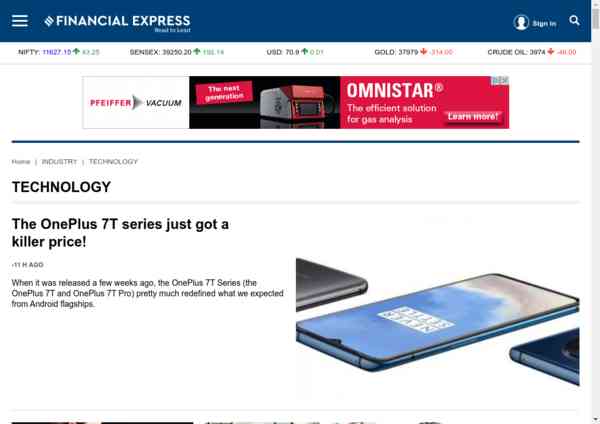 FINANCIAL EXPRESS
Read to Lead
Sign In
NIFTY: 11627.15 43.25 SENSEX: 39250.20 192.14 USD: 70.9 0.01 GOLD: 37979 -314.00 CRUDE OIL: 3974 -46.00
PFEIFFER VACUUM
The next
generation
OMNISTAR®
The efficient solution
for gas analysis
Learn more!
Home | INDUSTRY | TECHNOLOGY
TECHNOLOGY
The OnePlus 7T series just got a
killer price!
-11 H AGO
When it was released a few weeks ago, the OnePlus 7T Series (the
OnePlus 7T and OnePlus 7T Pro) pretty much redefined what we expected
from Android flagships.
NEVER
SETTLE